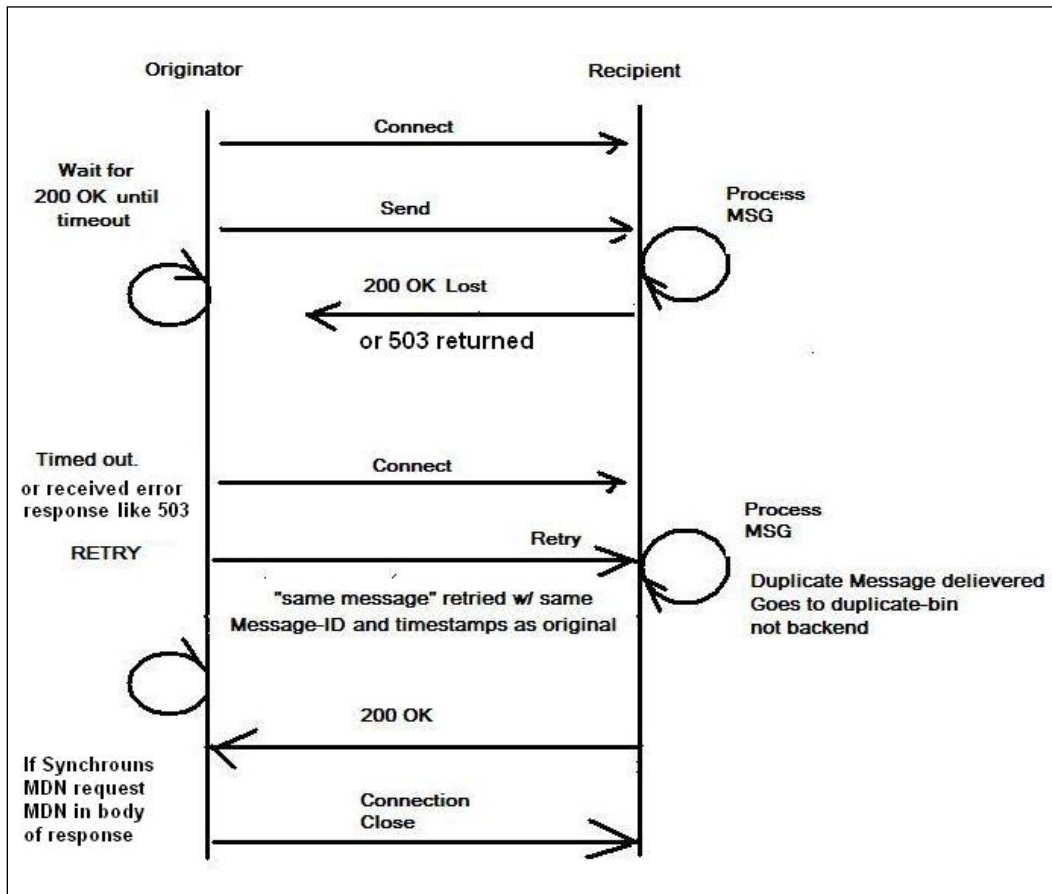 Originator
Recipient
Connect
Wait for
200 OK until
timeout
Send
Process
MSG
200 OK Lost
or 503 returned
Timed out.
or received error
response like 503
RETRY
Connect
Retry
Process
MSG
Duplicate Message delievered
Goes to duplicate-bin
not backend
"same message" retried w/ same
Message-ID and timestamps as original
200 OK
If Synchrouns
MDN request
MDN in body
of response
Connection
Close